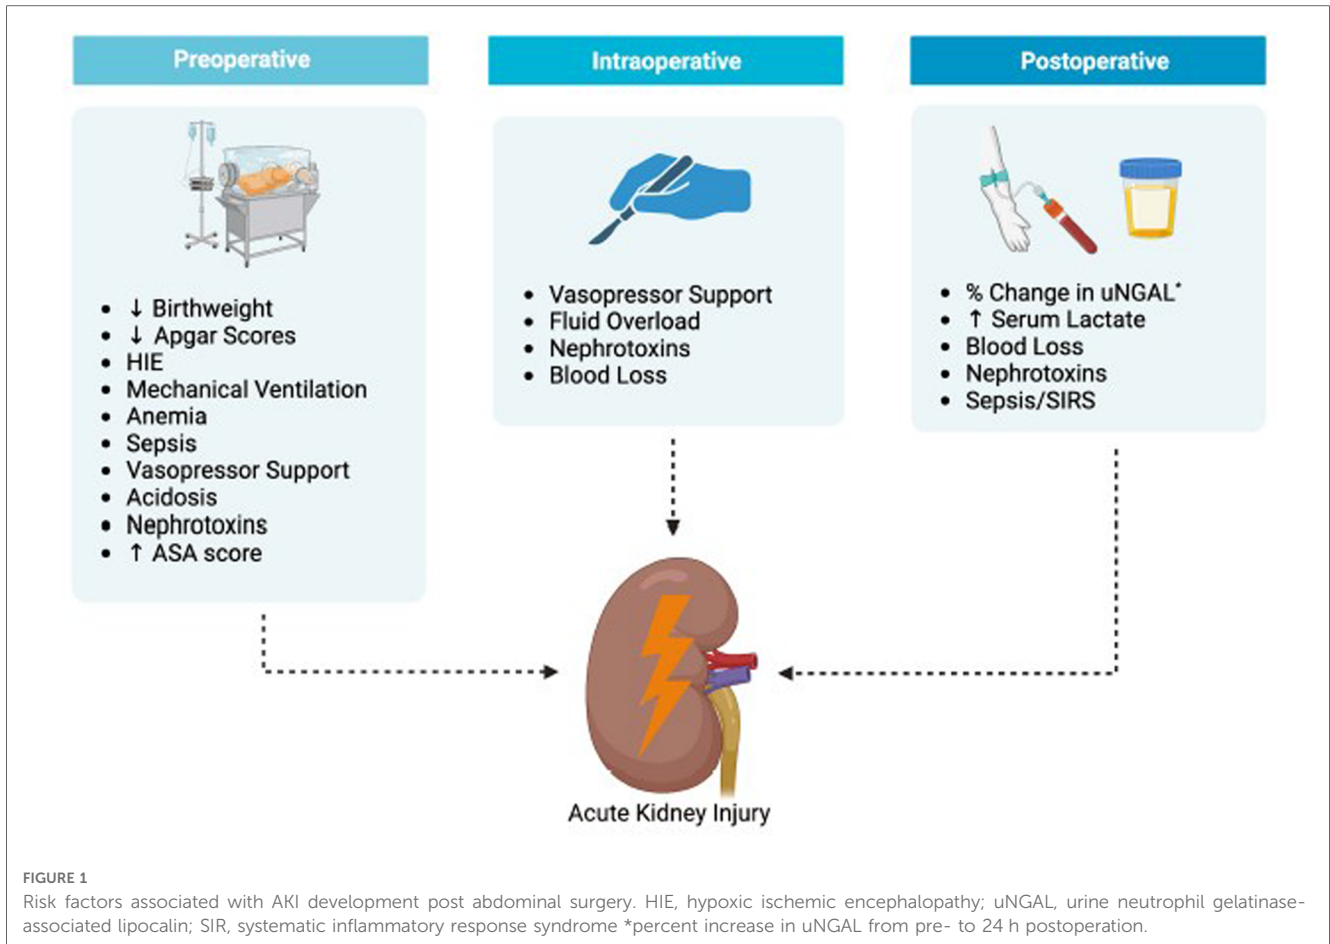 Preoperative
• ↓ Birthweight
• ↓ Apgar Scores
• HIE
• Mechanical Ventilation
• Anemia
• Sepsis
• Vasopressor Support
• Acidosis
• Nephrotoxins
• ↑ ASA score
Intraoperative
• Vasopressor Support
• Fluid Overload
• Nephrotoxins
• Blood Loss
Postoperative
• % Change in uNGAL*
• ↑ Serum Lactate
• Blood Loss
• Nephrotoxins
• Sepsis/SIRS
Acute Kidney Injury
FIGURE 1
Risk factors associated with AKI development post abdominal surgery. HIE, hypoxic ischemic encephalopathy; uNGAL, urine neutrophil gelatinase-
associated lipocalin; SIR, systematic inflammatory response syndrome *percent increase in uNGAL from pre- to 24 h postoperation.